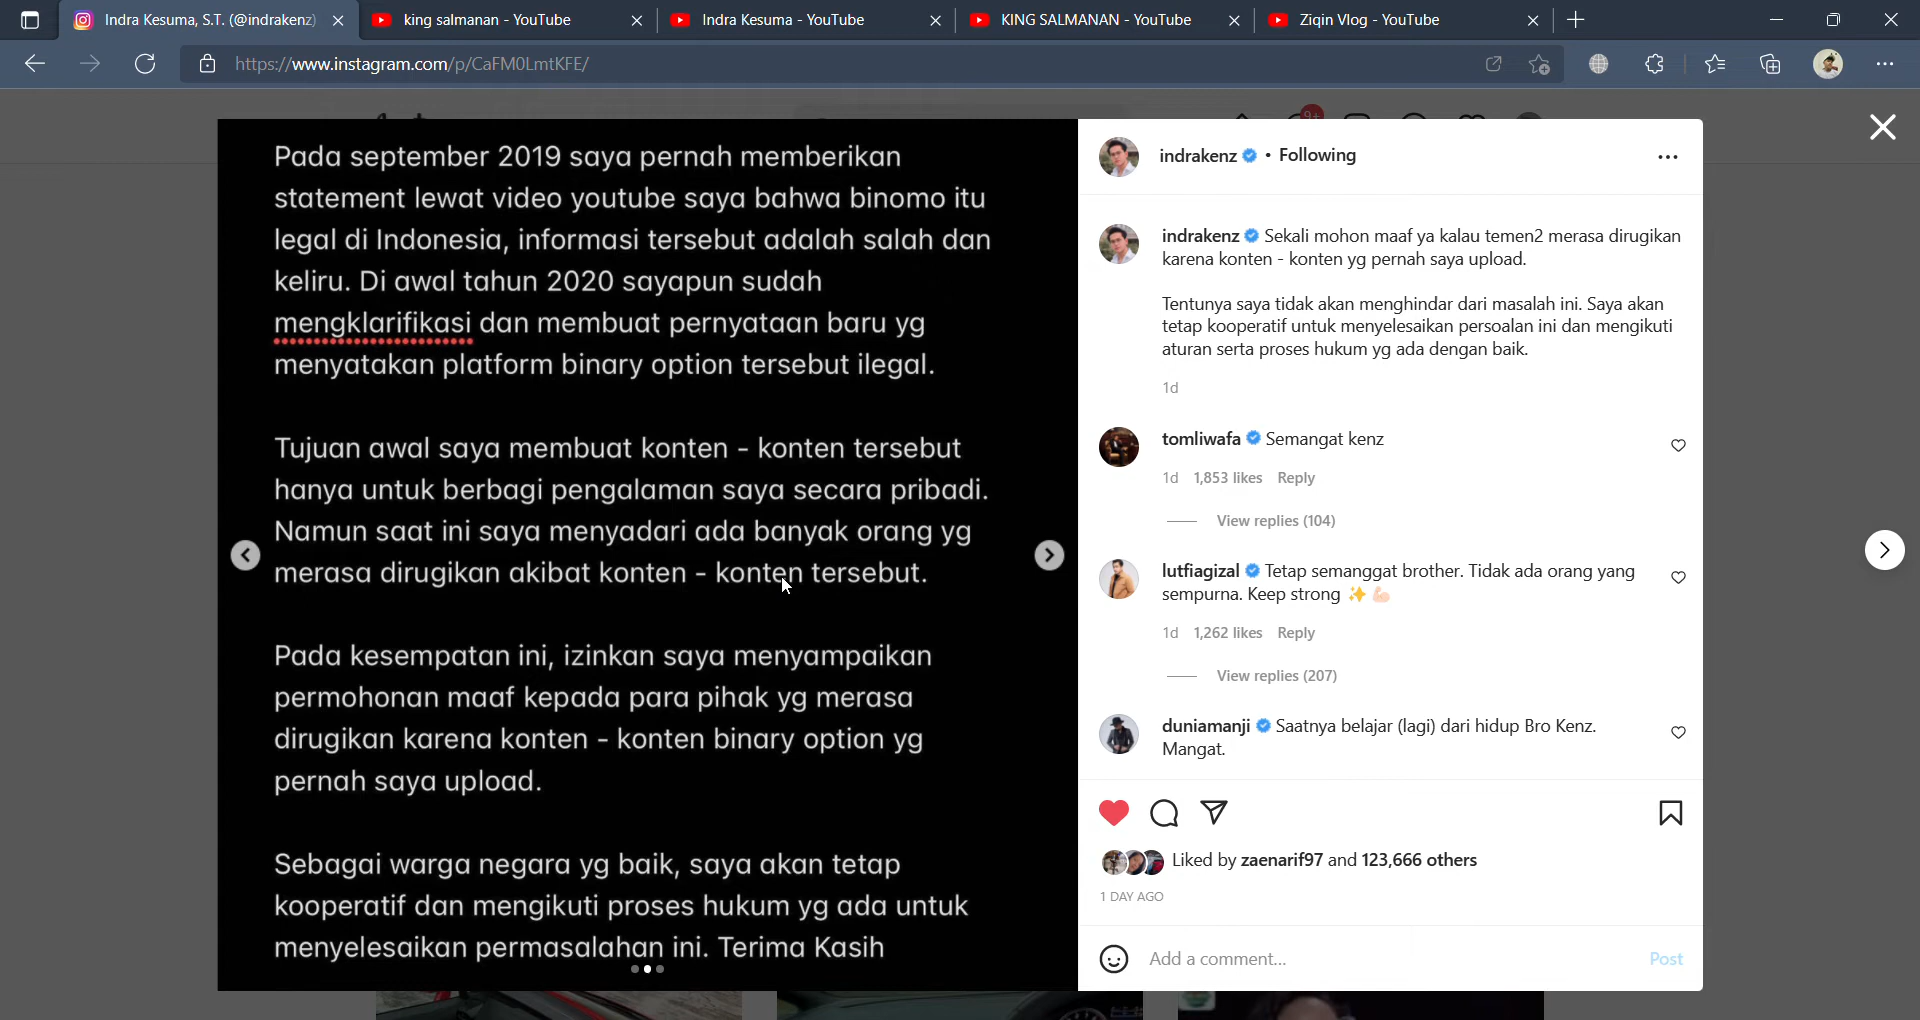 Indra Kesuma, S.T. (@indrakenz)
king salmanan - YouTube
Indra Kesuma - YouTube
KING SALMANAN - YouTube
Ziqin Vlog - YouTube
https://www.instagram.com/p/CaFM0LmtKFE/
9+
Pada september 2019 saya pernah memberikan
statement lewat video youtube saya bahwa binomo itu
legal di Indonesia, informasi tersebut adalah salah dan
keliru. Di awal tahun 2020 sayapun sudah
mengklarifikasi dan membuat pernyataan baru yg
menyatakan platform binary option tersebut ilegal.
Tujuan awal saya membuat konten - konten tersebut
hanya untuk berbagi pengalaman saya secara pribadi.
Namun saat ini saya menyadari ada banyak orang yg
merasa dirugikan akibat konten - konten tersebut.
Pada kesempatan ini, izinkan saya menyampaikan
permohonan maaf kepada para pihak yg merasa
dirugikan karena konten - konten binary option yg
pernah saya upload.
Sebagai warga negara yg baik, saya akan tetap
kooperatif dan mengikuti proses hukum yg ada untuk
menyelesaikan permasalahan ini. Terima Kasih
indrakenz • Following
indrakenz Sekali mohon maaf ya kalau temen2 merasa dirugikan
karena konten - konten yg pernah saya upload.
Tentunya saya tidak akan menghindar dari masalah ini. Saya akan
tetap kooperatif untuk menyelesaikan persoalan ini dan mengikuti
aturan serta proses hukum yg ada dengan baik.
1d
tomliwafa Semangat kenz
1d 1,853 likes Reply
View replies (104)
lutfiagizal Tetap semanggat brother. Tidak ada orang yang
sempurna. Keep strong ✨💪🏻
1d 1,262 likes Reply
View replies (207)
duniamanji Saatnya belajar (lagi) dari hidup Bro Kenz.
Mangat.
Liked by zaenarif97 and 123,666 others
1 DAY AGO
Add a comment...
Post